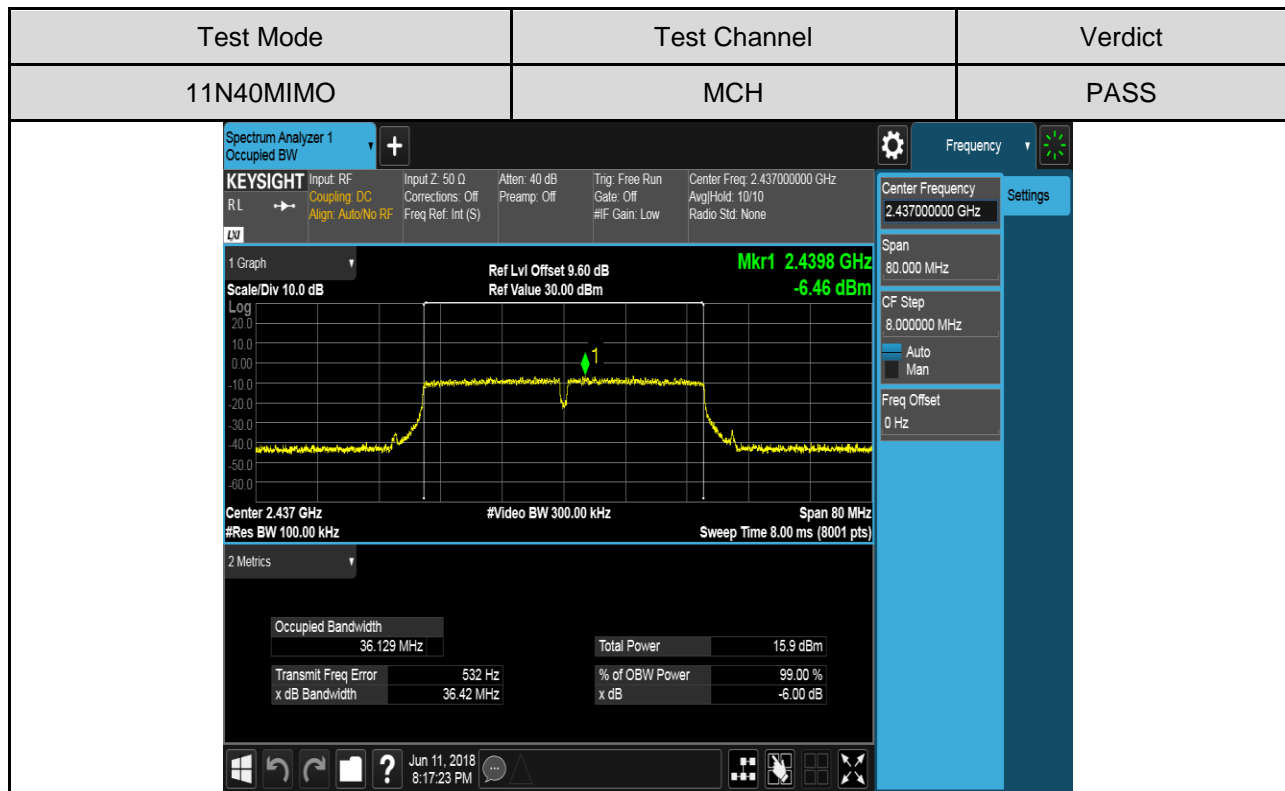 Test Mode Test Channel Verdict
11N40MIMO MCH PASS
Spectrum Analyzer 1
Occupied BW
+
Frequency
KEYSIGHT Input: RF Input Z: 50 Ω Atten: 40 dB Trig: Free Run Center Freq: 2.437000000 GHz
RL Coupling: DC Corrections: Off Preamp: Off Gate: Off Avg|Hold: 10/10
Align: Auto/No RF Freq Ref: Int (S) #IF Gain: Low Radio Std: None
LXI
Center Frequency
2.437000000 GHz
Settings
Span
80.000 MHz
CF Step
8.000000 MHz
Auto
Man
Freq Offset
0 Hz
1 Graph Ref Lvl Offset 9.60 dB Mkr1 2.4398 GHz
Scale/Div 10.0 dB Ref Value 30.00 dBm -6.46 dBm
Log
20.0
10.0
0.00
-10.0
-20.0
-30.0
-40.0
-50.0
-60.0
1
Center 2.437 GHz #Video BW 300.00 kHz Span 80 MHz
#Res BW 100.00 kHz Sweep Time 8.00 ms (8001 pts)
2 Metrics
Occupied Bandwidth
36.129 MHz Total Power 15.9 dBm
Transmit Freq Error 532 Hz % of OBW Power 99.00 %
x dB Bandwidth 36.42 MHz x dB -6.00 dB
? Jun 11, 2018
8:17:23 PM